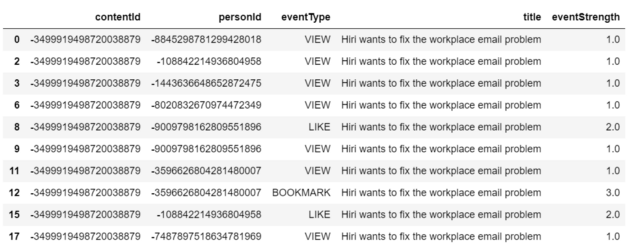 contentId personId eventType title eventStrength
0 -3499919498720038879 -8845298781299428018 VIEW Hiri wants to fix the workplace email problem 1.0
2 -3499919498720038879 -108842214936804958 VIEW Hiri wants to fix the workplace email problem 1.0
3 -3499919498720038879 -1443636648652872475 VIEW Hiri wants to fix the workplace email problem 1.0
6 -3499919498720038879 -8020832670974472349 VIEW Hiri wants to fix the workplace email problem 1.0
8 -3499919498720038879 -9009798162809551896 LIKE Hiri wants to fix the workplace email problem 2.0
9 -3499919498720038879 -9009798162809551896 VIEW Hiri wants to fix the workplace email problem 1.0
11 -3499919498720038879 -3596626804281480007 VIEW Hiri wants to fix the workplace email problem 1.0
12 -3499919498720038879 -3596626804281480007 BOOKMARK Hiri wants to fix the workplace email problem 3.0
15 -3499919498720038879 -108842214936804958 LIKE Hiri wants to fix the workplace email problem 2.0
17 -3499919498720038879 -7487897518634781969 VIEW Hiri wants to fix the workplace email problem 1.0